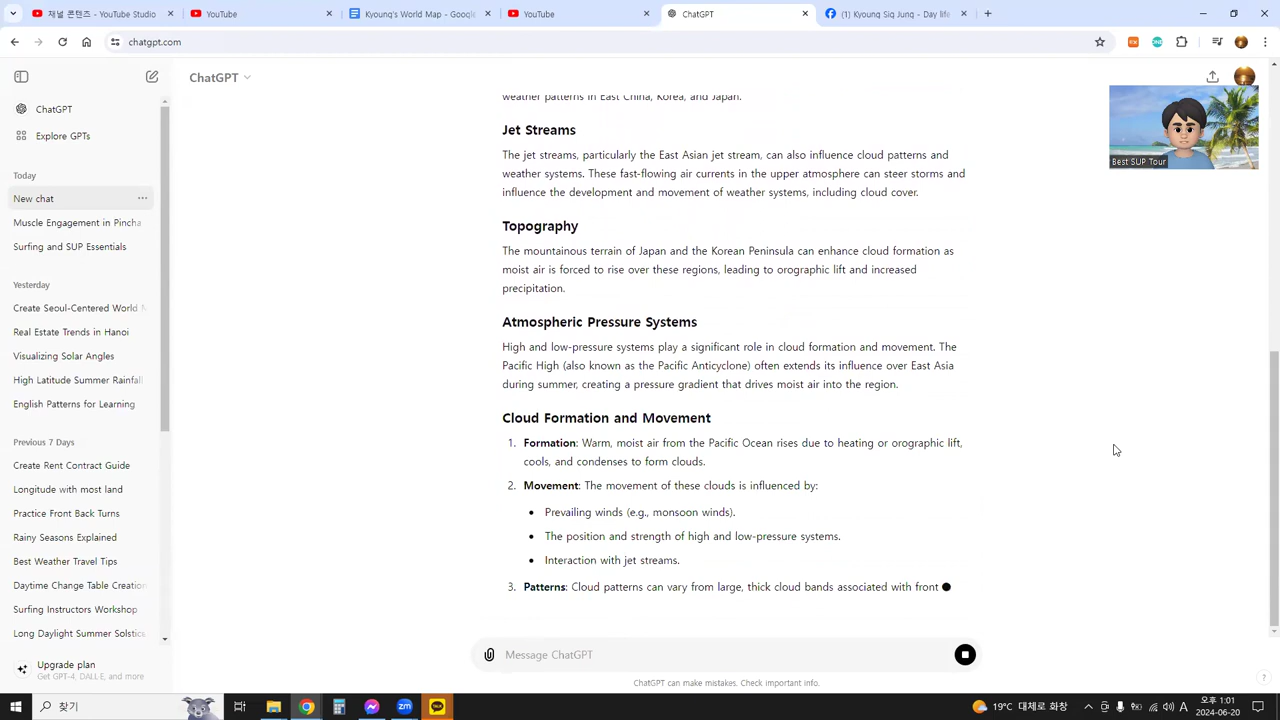 재널 콘텐츠 - YouTube Studio
YouTube
Kyoung's World Map - Google
YouTube
ChatGPT
(1) Kyoung Sig Jung - Day life
chatgpt.com
ChatGPT
ChatGPT
Explore GPTs
Today
New chat
Muscle Engagement in Pincha
Surfing and SUP Essentials
Yesterday
Create Seoul-Centered World
Real Estate Trends in Hanoi
Visualizing Solar Angles
High Latitude Summer Rainfall
English Patterns for Learning
Previous 7 Days
Create Rent Contract Guide
Longitude with most land
Practice Front Back Turns
Rainy Seasons Explained
Best Weather Travel Tips
Daytime Change Table Creation
Surfing Instructors Workshop
Long Daylight Summer Solstic
Upgrade plan
Get GPT-4, DALL·E, and more
Best SUP Tour
weather patterns in East China, Korea, and Japan.
Jet Streams
The jet streams, particularly the East Asian jet stream, can also influence cloud patterns and
weather systems. These fast-flowing air currents in the upper atmosphere can steer storms and
influence the development and movement of weather systems, including cloud cover.
Topography
The mountainous terrain of Japan and the Korean Peninsula can enhance cloud formation as
moist air is forced to rise over these regions, leading to orographic lift and increased
precipitation.
Atmospheric Pressure Systems
High and low-pressure systems play a significant role in cloud formation and movement. The
Pacific High (also known as the Pacific Anticyclone) often extends its influence over East Asia
during summer, creating a pressure gradient that drives moist air into the region.
Cloud Formation and Movement
1. Formation: Warm, moist air from the Pacific Ocean rises due to heating or orographic lift,
cools, and condenses to form clouds.
2. Movement: The movement of these clouds is influenced by:
• Prevailing winds (e.g., monsoon winds).
• The position and strength of high and low-pressure systems.
• Interaction with jet streams.
3. Patterns: Cloud patterns can vary from large, thick cloud bands associated with front
Message ChatGPT
ChatGPT can make mistakes. Check important info.
?
찾기
zm
19°C 대체로 화창
A
오후 1:01
2024-06-20